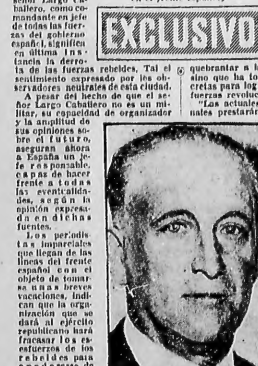 señor Largo Ca-
ballero, como co-
mandante en jefe
de todas las fuer-
zas del gobierno
español, significa
en última ins-
tancia la derro-
ta de las fuerzas rebeldes. Tal el
sentimiento expresado por los ob-
servadores neutrales de esta ciudad.
A pesar del hecho de que el se-
ñor Largo Caballero no es un mi-
litar, su capacidad de organizador
y la amplitud de
sus opiniones so-
bre el futuro,
aseguran ahora
a España un je-
fe responsable,
capaz de hacer
frente a todas
las eventualida-
des, según la
opinión expresa-
da en dichas
fuentes.
Los periodis-
tas imparciales
que llegan de las
líneas del frente
español con el
objeto de tomar-
se unas breves
vacaciones, indi-
can que la orga-
nización que se
dará al ejército
republicano hará
fracasar los es-
fuerzos de los
rebeldes para
EXCLUSIVO
quebrantar a l
sino que ha to
cretas para log
fuerzas revoluc
"Las actuales
nales prestarán